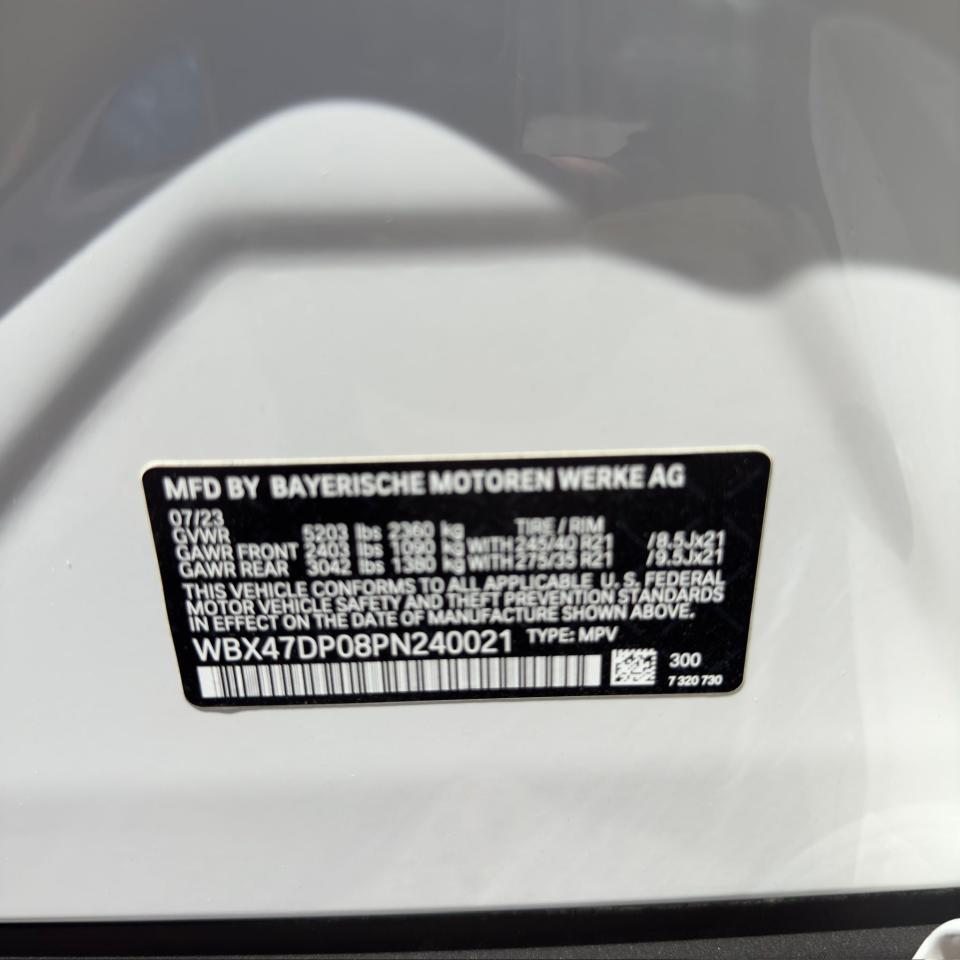 MFD BY BAYERISCHE MOTOREN WERKE AG
07/23
GVWR 5203 lbs 2360 kg TIRE / RIM
GAWR FRONT 2403 lbs 1090 kg WITH 245/40 R21 /8.5Jx21
GAWR REAR 3042 lbs 1380 kg WITH 275/35 R21 /9.5Jx21
THIS VEHICLE CONFORMS TO ALL APPLICABLE U. S. FEDERAL
MOTOR VEHICLE SAFETY AND THEFT PREVENTION STANDARDS
IN EFFECT ON THE DATE OF MANUFACTURE SHOWN ABOVE.
WBX47DP08PN240021 TYPE: MPV
300
7 320 730